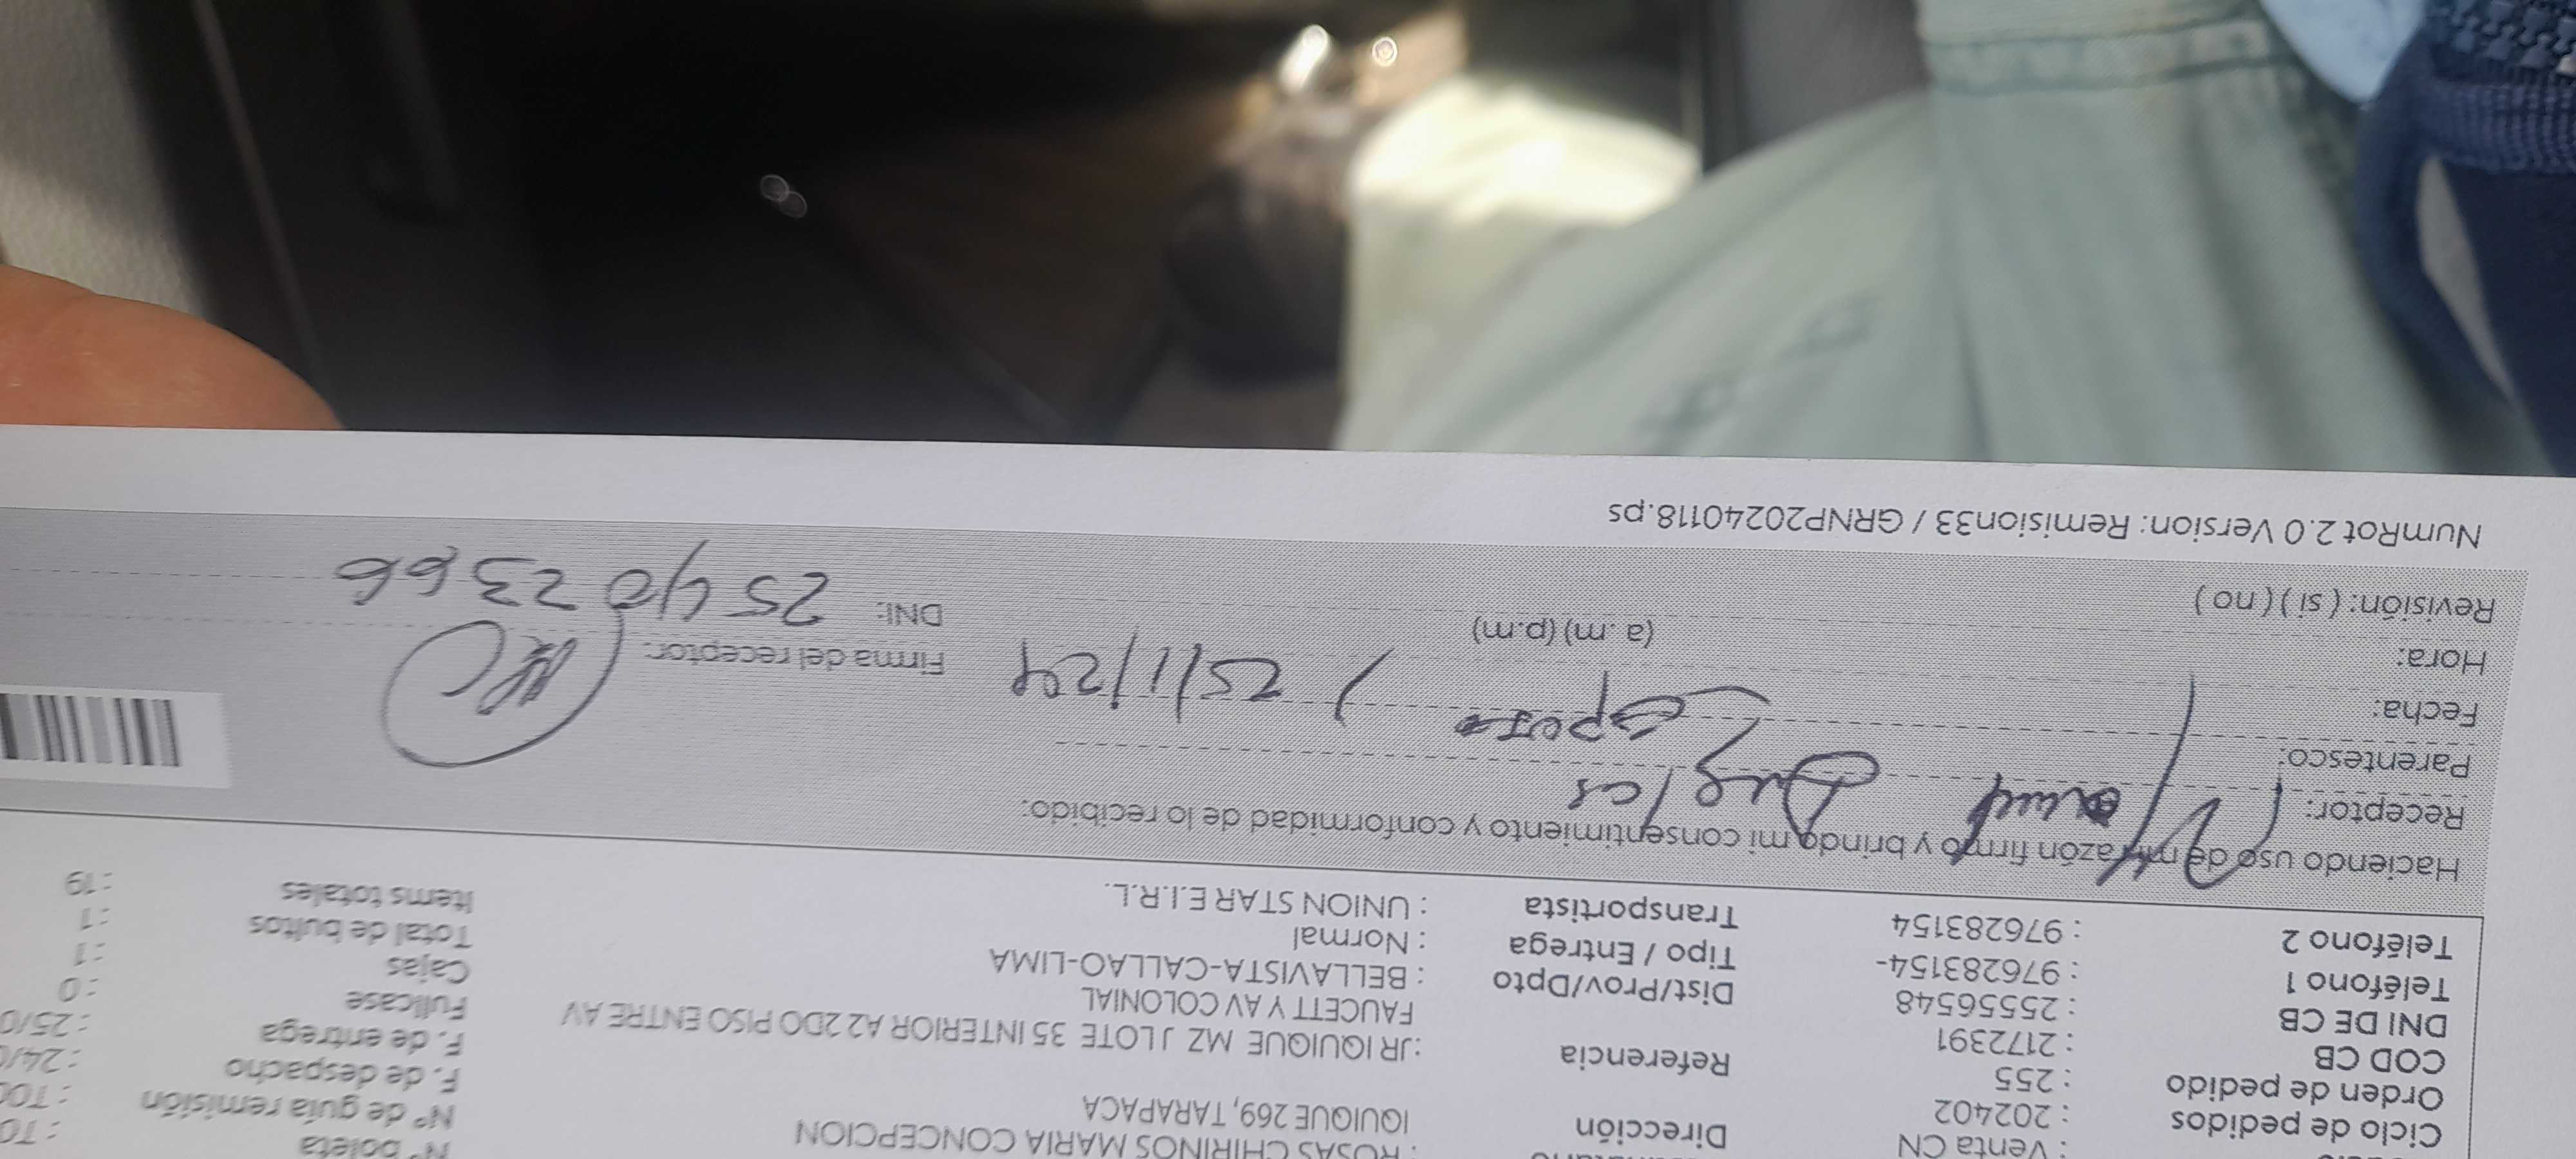 : Venta CN
Ciclo de pedidos : 202402
Orden de pedido : 255
COD CB : 2172391
DNI DE CB : 25556548
Teléfono 1 : 976283154-
Teléfono 2 : 976283154
: ROSAS CHIRINOS MARIA CONCEPCION
Dirección IQUIQUE 269, TARAPACA
Referencia : JR IQUIQUE MZ J LOTE 35 INTERIOR A2 2DO PISO ENTRE AV
FAUCETT Y AV COLONIAL
Dist/Prov/Dpto : BELLAVISTA-CALLAO-LIMA
Tipo / Entrega : Normal
Transportista : UNION STAR E.I.R.L.
Nº boleta
Nº de guía remisión
F. de despacho : 24/0
F. de entrega : 25/0
Fullcase : 0
Cajas : 1
Total de bultos : 1
Items totales : 19
Haciendo uso de mi razón firmo y brindo mi consentimiento y conformidad de lo recibido:
Receptor:
Parentesco: Esposo
Fecha: 25/1/24
Hora: (a.m) (p.m)
Revisión: ( si ) ( no )
Firma del receptor:
DNI: 25402366
NumRot 2.0 Version: Remision33 / GRNP20240118.ps